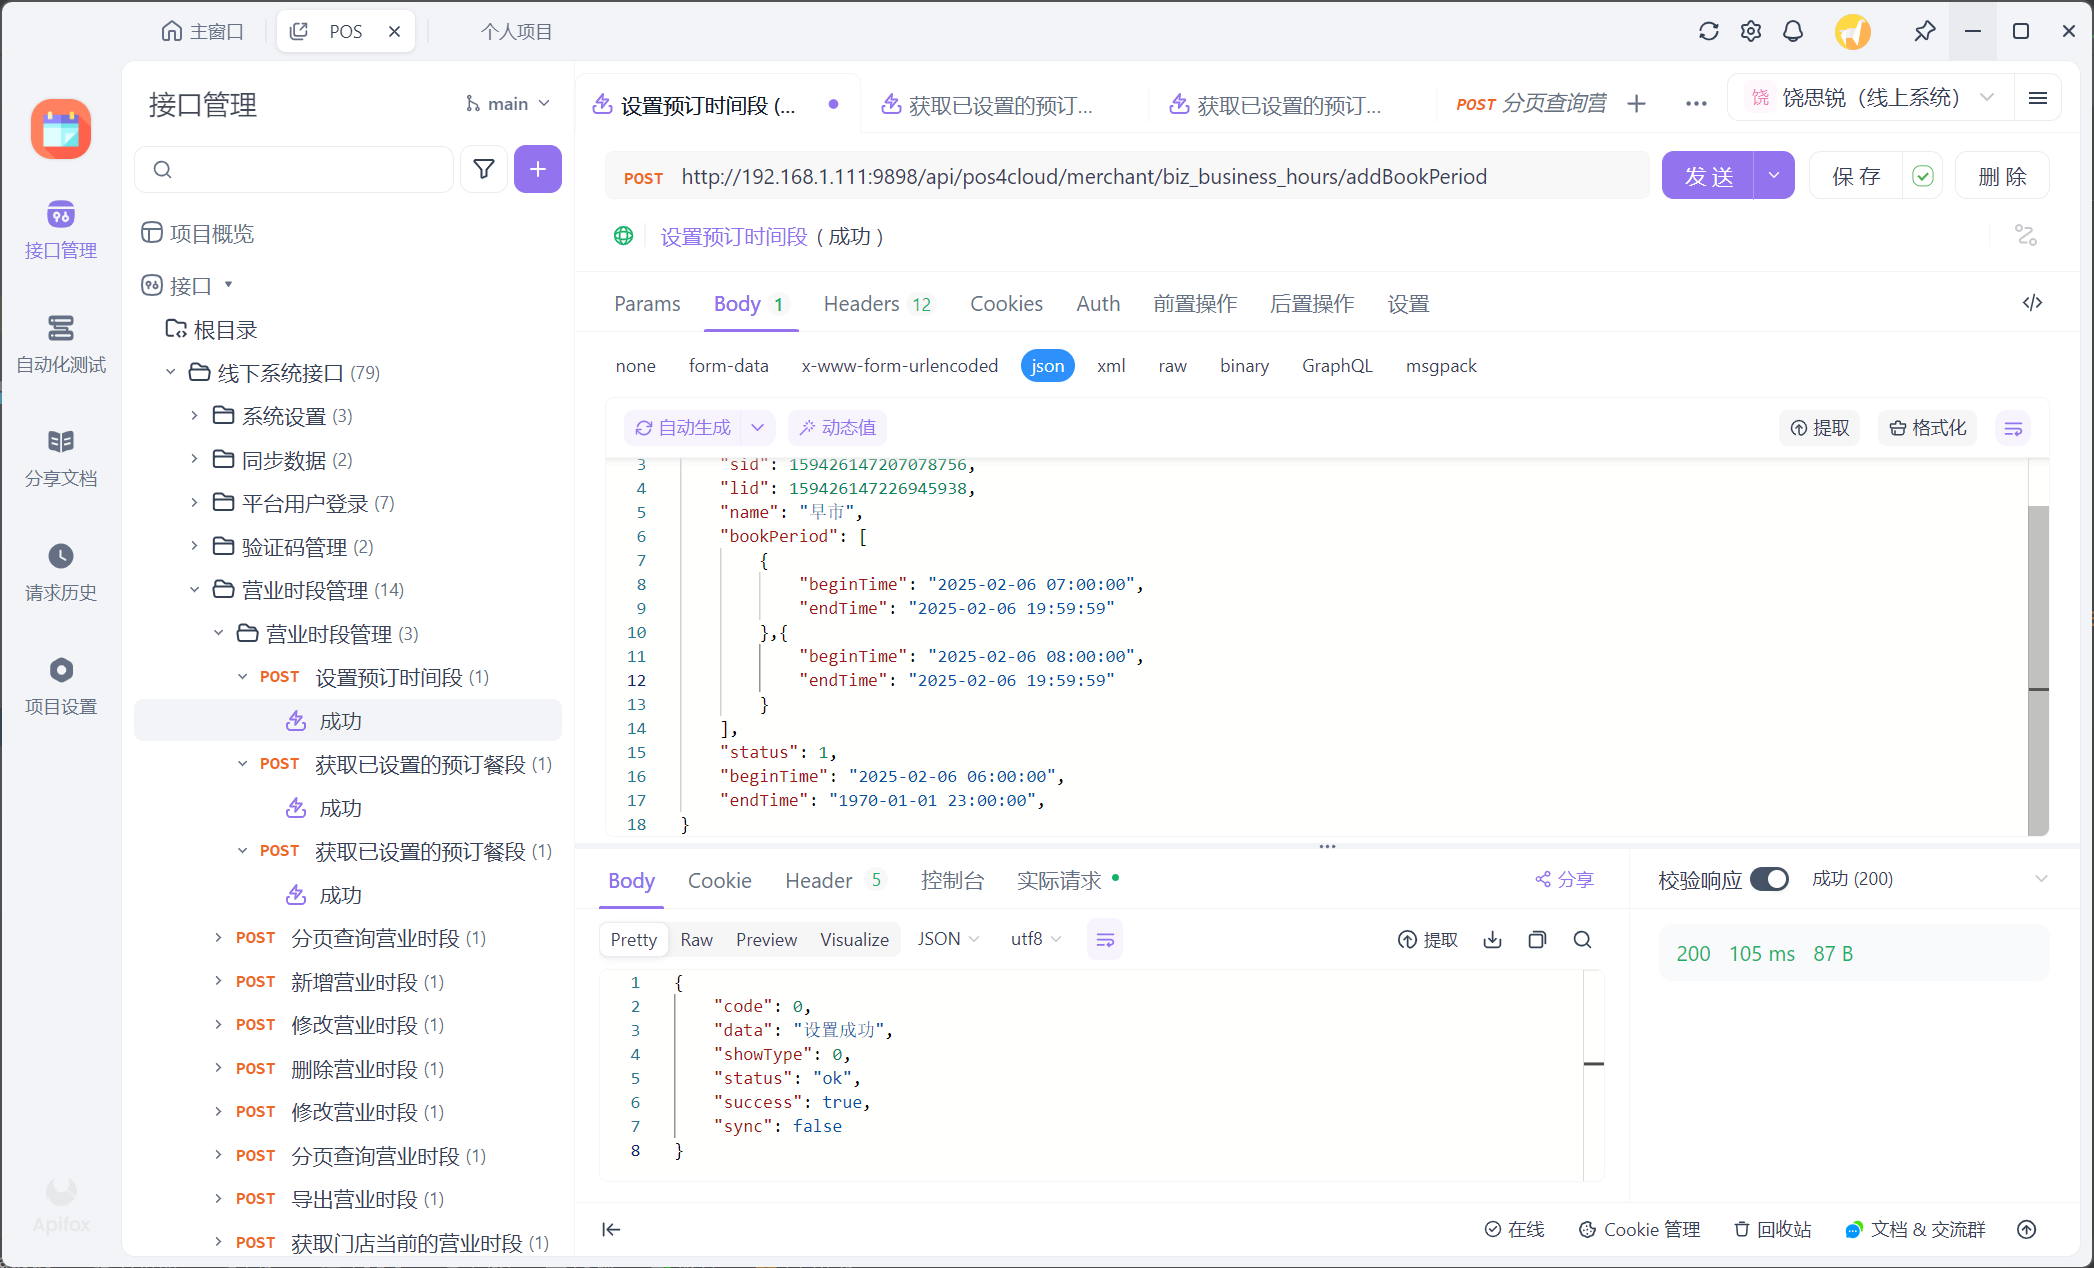 主窗口
POS
个人项目
接口管理
main
设置预订时间段 (...
获取已设置的预订...
获取已设置的预订...
POST 分页查询营
饶
饶思锐（线上系统）
POST
http://192.168.1.111:9898/api/pos4cloud/merchant/biz_business_hours/addBookPeriod
发 送
保 存
删 除
设置预订时间段 ( 成功 )
接口管理
自动化测试
分享文档
请求历史
项目设置
Apifox
项目概览
接口
根目录
线下系统接口 (79)
系统设置 (3)
同步数据 (2)
平台用户登录 (7)
验证码管理 (2)
营业时段管理 (14)
营业时段管理 (3)
POST 设置预订时间段 (1)
成功
POST 获取已设置的预订餐段 (1)
成功
POST 获取已设置的预订餐段 (1)
成功
POST 分页查询营业时段 (1)
POST 新增营业时段 (1)
POST 修改营业时段 (1)
POST 删除营业时段 (1)
POST 修改营业时段 (1)
POST 分页查询营业时段 (1)
POST 导出营业时段 (1)
POST 获取门店当前的营业时段 (1)
Params
Body 1
Headers 12
Cookies
Auth
前置操作
后置操作
设置
none
form-data
x-www-form-urlencoded
json
xml
raw
binary
GraphQL
msgpack
自动生成
动态值
提取
格式化
3 "sid": 159426147207078756,
4 "lid": 159426147226945938,
5 "name": "早市",
6 "bookPeriod": [
7 {
8 "beginTime": "2025-02-06 07:00:00",
9 "endTime": "2025-02-06 19:59:59"
10 },{
11 "beginTime": "2025-02-06 08:00:00",
12 "endTime": "2025-02-06 19:59:59"
13 }
14 ],
15 "status": 1,
16 "beginTime": "2025-02-06 06:00:00",
17 "endTime": "1970-01-01 23:00:00",
18 }
Body
Cookie
Header 5
控制台
实际请求
分享
校验响应
成功 (200)
Pretty
Raw
Preview
Visualize
JSON
utf8
提取
200 105 ms 87 B
1 {
2 "code": 0,
3 "data": "设置成功",
4 "showType": 0,
5 "status": "ok",
6 "success": true,
7 "sync": false
8 }
在线
Cookie 管理
回收站
文档 & 交流群